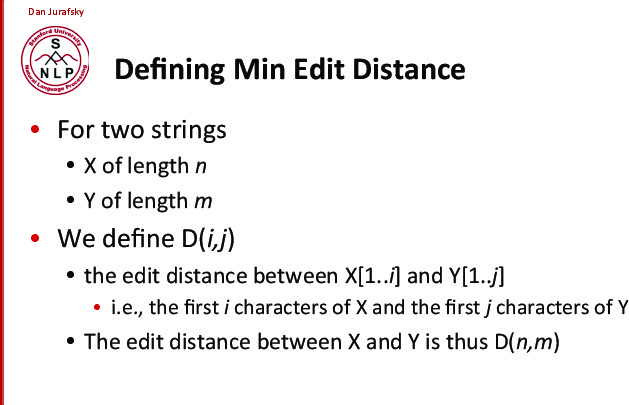 Dan Jurafsky
Stanford University
S
N L P
Natural Language Processing
Defining Min Edit Distance
• For two strings
• X of length n
• Y of length m
• We define D(i,j)
• the edit distance between X[1..i] and Y[1..j]
• i.e., the first i characters of X and the first j characters of Y
• The edit distance between X and Y is thus D(n,m)